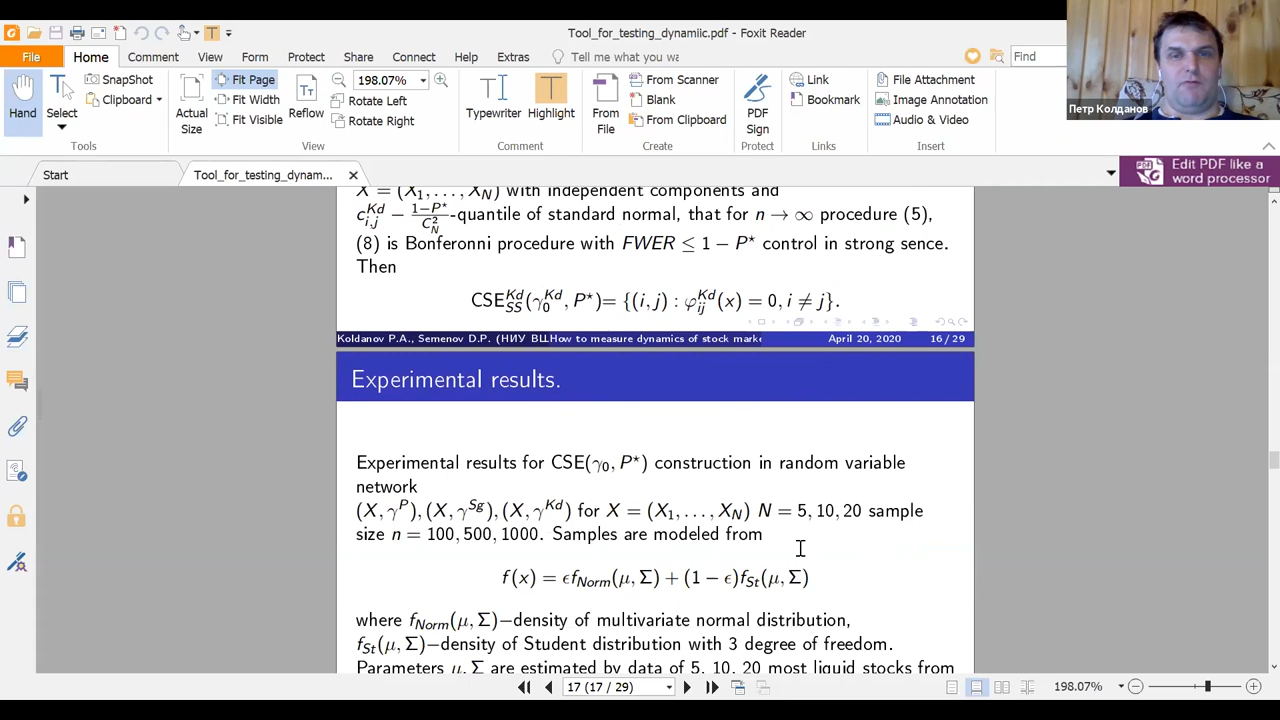 Tool_for_testing_dynamiic.pdf - Foxit Reader
File Home Comment View Form Protect Share Connect Help Extras Tell me what you wa Find
Hand
Select
SnapShot
Clipboard
Tools
Actual Size
Fit Page
Fit Width
Fit Visible
Reflow
198.07%
Rotate Left
Rotate Right
View
Typewriter
Highlight
Comment
From File
From Scanner
Blank
From Clipboard
Create
PDF Sign
Protect
Link
Bookmark
Links
File Attachment
Image Annotation
Audio & Video
Insert
Петр Колданов
Start
Tool_for_testing_dynam...
Edit PDF like a
word processor
X = (X₁, . . . , X_N) with independent components and
c_{i,j}^{Kd} − \frac{1−P⋆}{C_N^2}-quantile of standard normal, that for n → ∞ procedure (5),
(8) is Bonferonni procedure with FWER ≤ 1 − P⋆ control in strong sence.
Then
CSE_{SS}^{Kd}(γ_0^{Kd}, P⋆)= {(i, j) : φ_{ij}^{Kd}(x) = 0, i ≠ j}.
Koldanov P.A., Semenov D.P. (НИУ ВШ How to measure dynamics of stock marke April 20, 2020 16 / 29
Experimental results.
Experimental results for CSE(γ₀, P⋆) construction in random variable
network
(X, γ^P), (X, γ^{Sg}), (X, γ^{Kd}) for X = (X₁, . . . , X_N) N = 5, 10, 20 sample
size n = 100, 500, 1000. Samples are modeled from
f(x) = ϵf_{Norm}(μ, Σ) + (1 − ϵ)f_{St}(μ, Σ)
where f_{Norm}(μ, Σ)−density of multivariate normal distribution,
f_{St}(μ, Σ)−density of Student distribution with 3 degree of freedom.
Parameters μ, Σ are estimated by data of 5, 10, 20 most liquid stocks from
17 (17 / 29)
198.07%